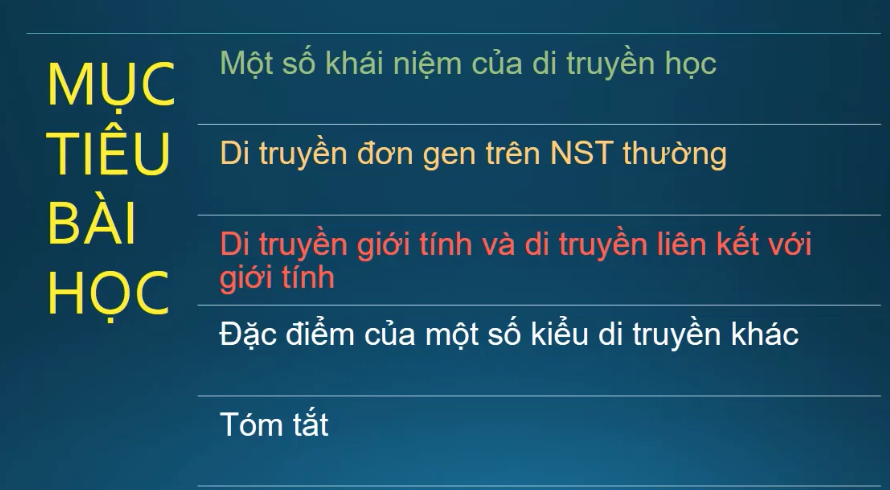 MỤC
TIÊU
BÀI
HỌC
Một số khái niệm của di truyền học
Di truyền đơn gen trên NST thường
Di truyền giới tính và di truyền liên kết với
giới tính
Đặc điểm của một số kiểu di truyền khác
Tóm tắt